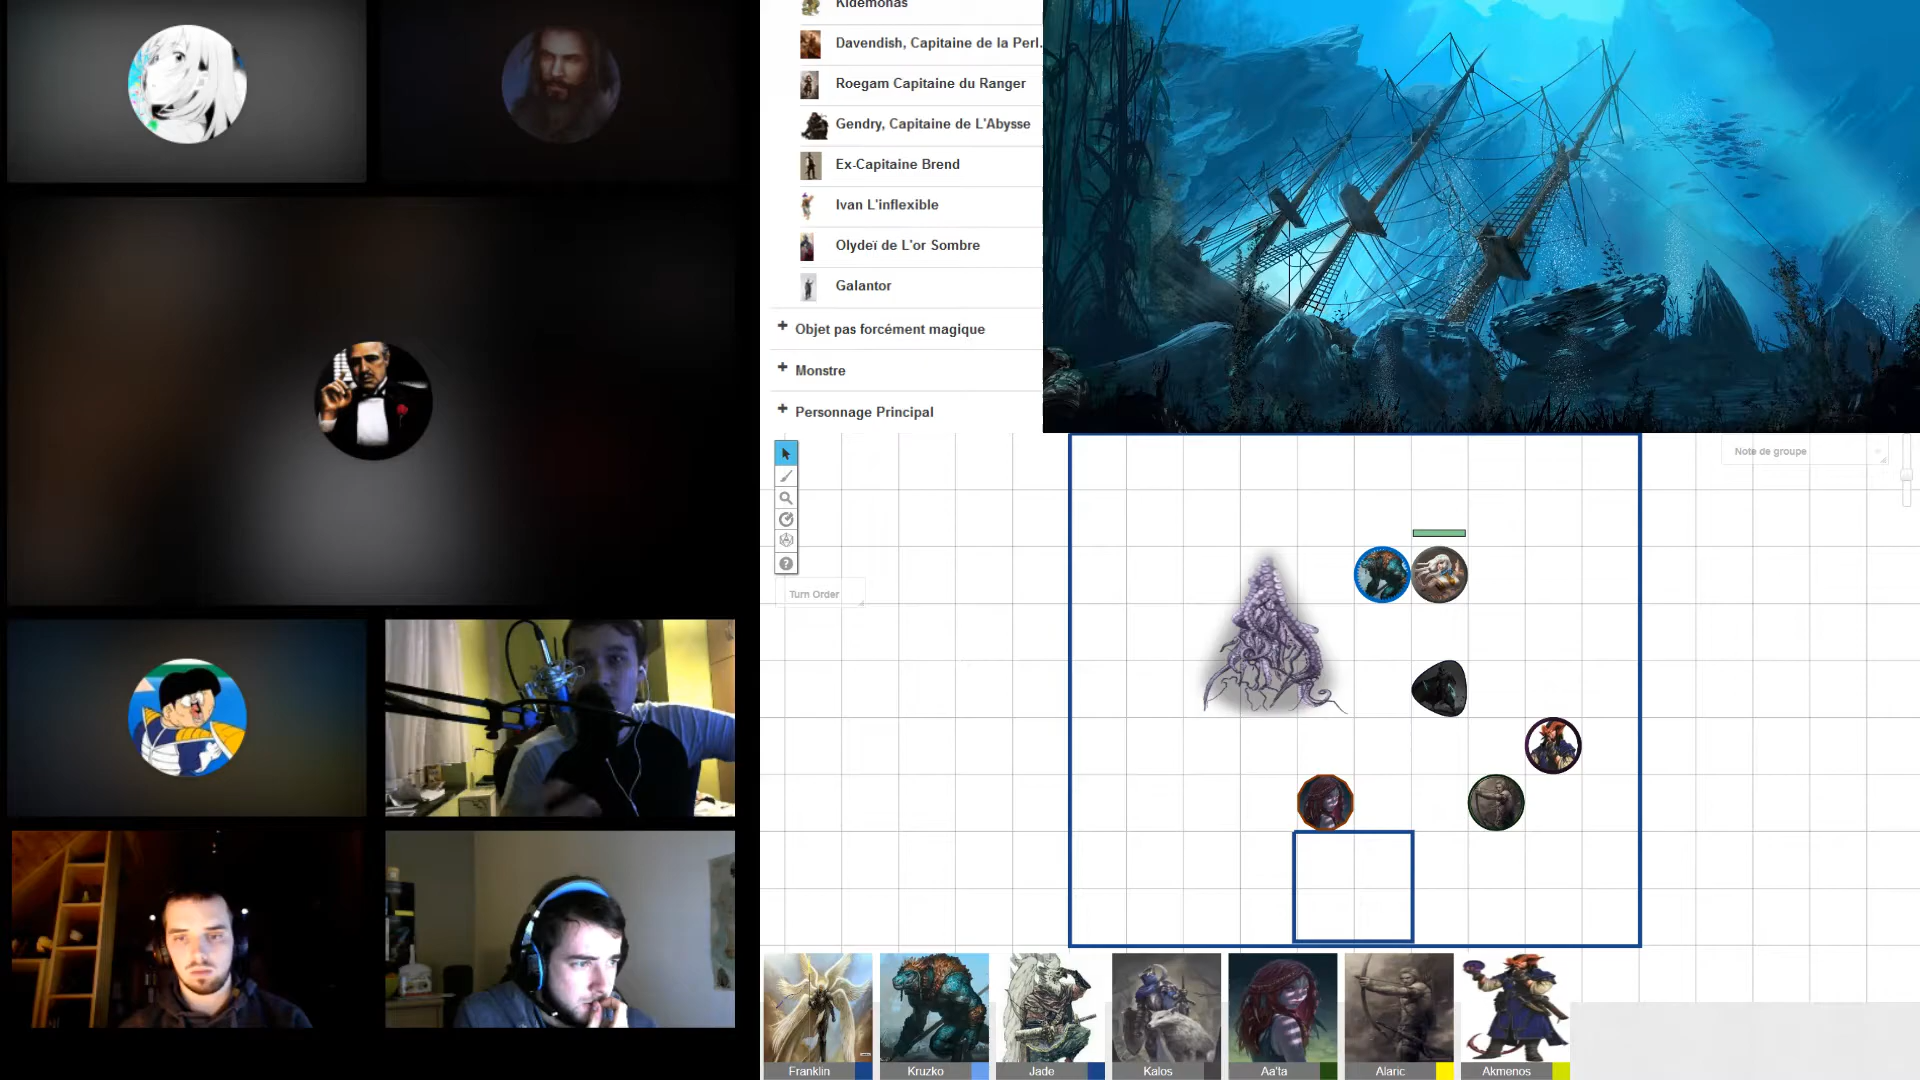 Kidemonas
Davendish, Capitaine de la Perl.
Roegam Capitaine du Ranger
Gendry, Capitaine de L'Abysse
Ex-Capitaine Brend
Ivan L'inflexible
Olydeï de L'or Sombre
Galantor
Objet pas forcément magique
Monstre
Personnage Principal
Note de groupe
Turn Order
Franklin
Kruzko
Jade
Kalos
Aa'ta
Alaric
Akmenos